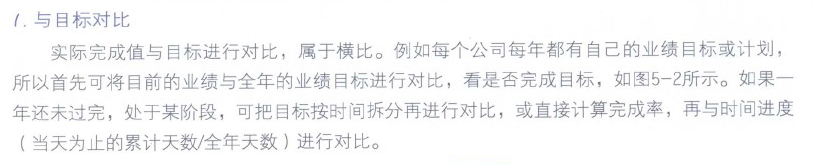 1. 与目标对比
实际完成值与目标进行对比，属于横比。例如每个公司每年都有自己的业绩目标或计划，
所以首先可将目前的业绩与全年的业绩目标进行对比，看是否完成目标，如图5-2所示。如果一
年还未过完，处于某阶段，可把目标按时间拆分再进行对比，或直接计算完成率，再与时间进度
（当天为止的累计天数/全年天数）进行对比。